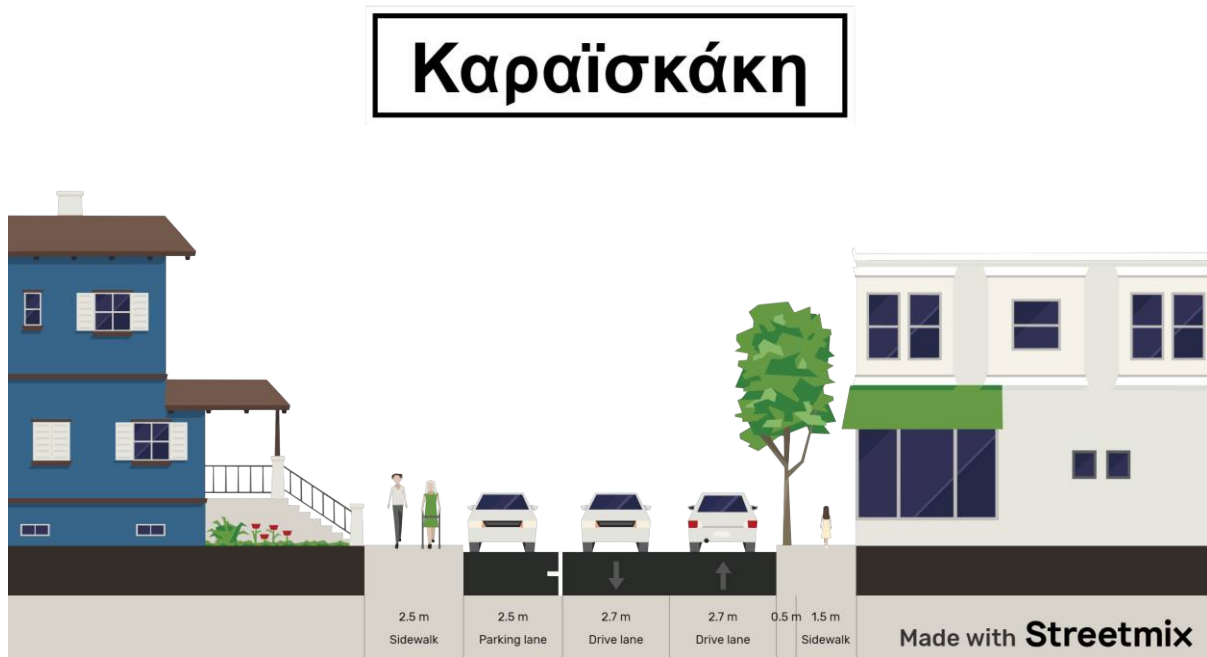 Καραϊσκάκη
2.5 m 2.5 m 2.7 m 2.7 m 0.5 m 1.5 m
Sidewalk Parking lane Drive lane Drive lane Sidewalk
Made with Streetmix